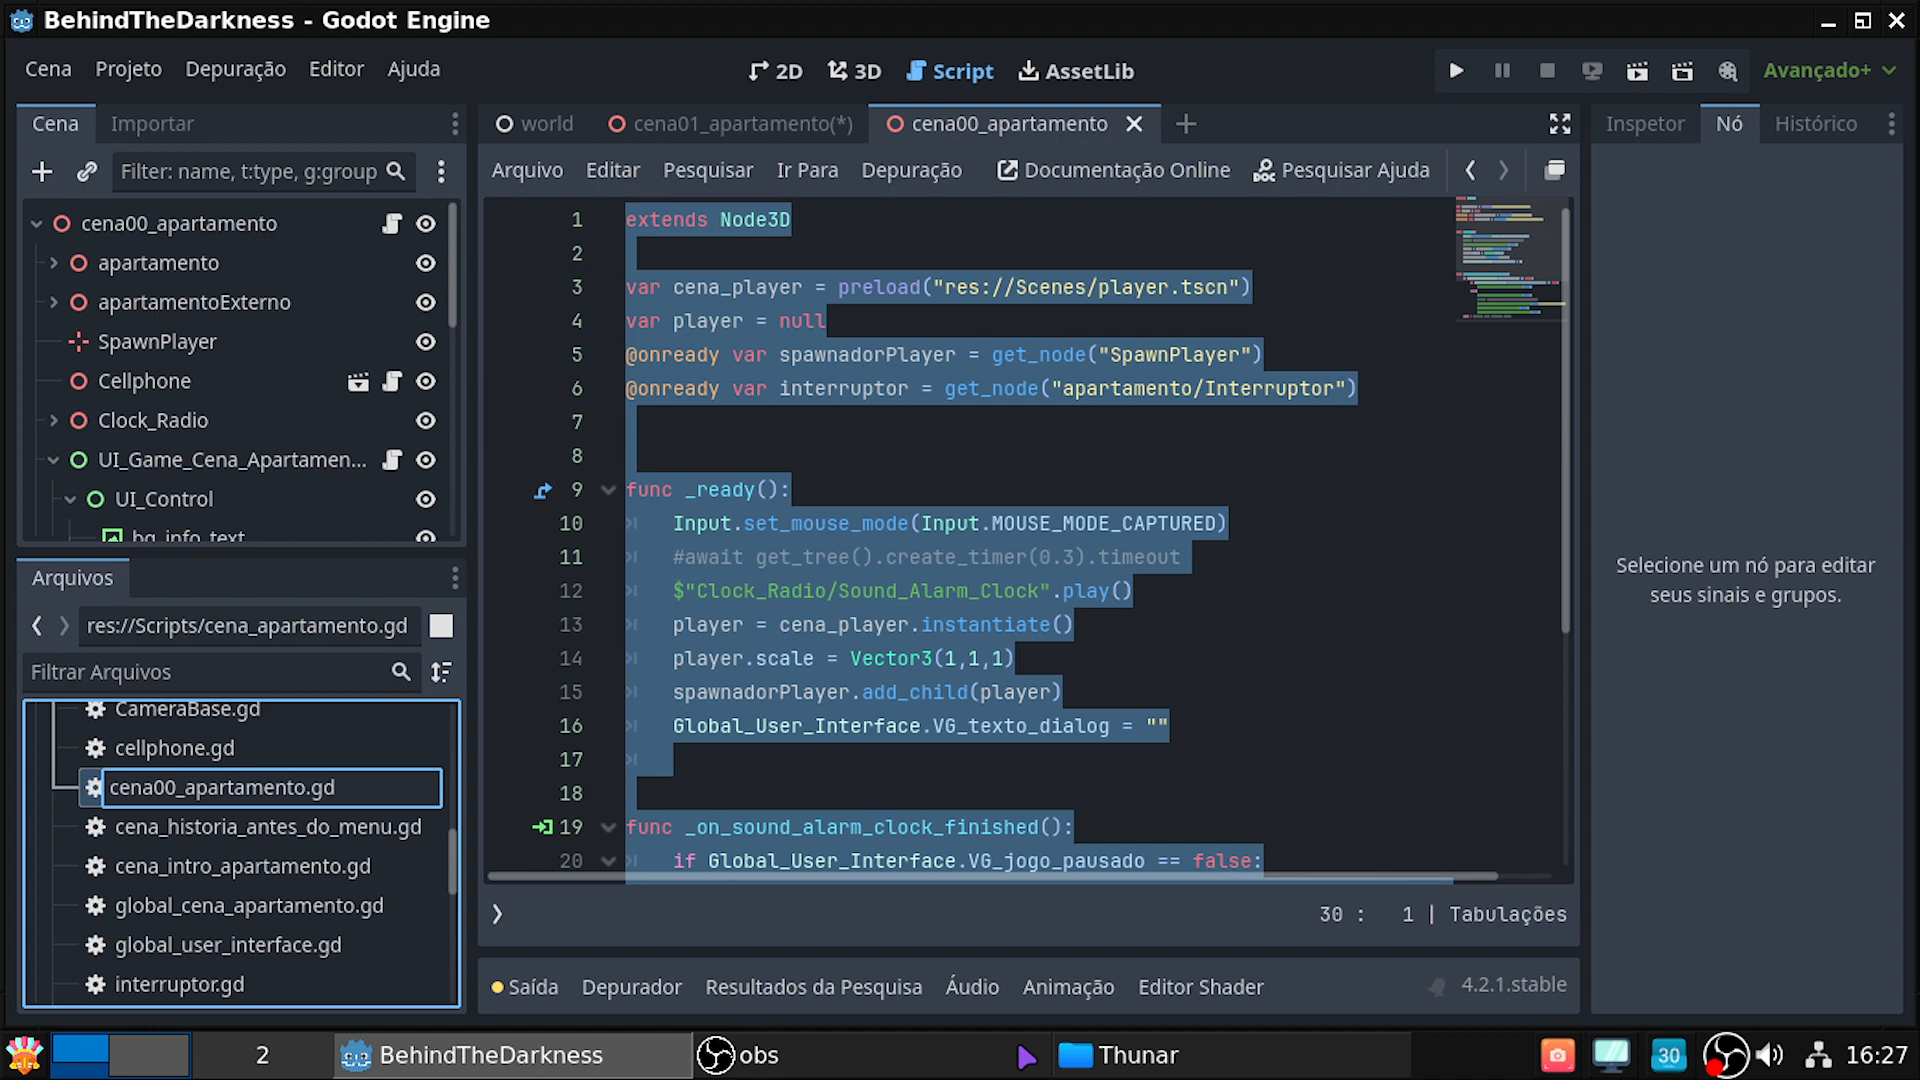 BehindTheDarkness - Godot Engine
Cena Projeto Depuração Editor Ajuda
2D 3D Script AssetLib
Avançado+
Cena Importar
world cena01_apartamento(*) cena00_apartamento
Inspetor Nó Histórico
Filter: name, t:type, g:group
Arquivo Editar Pesquisar Ir Para Depuração Documentação Online Pesquisar Ajuda
cena00_apartamento
apartamento
apartamentoExterno
SpawnPlayer
Cellphone
Clock_Radio
UI_Game_Cena_Apartamen...
UI_Control
bg_info_text
Arquivos
res://Scripts/cena_apartamento.gd
Filtrar Arquivos
CameraBase.gd
cellphone.gd
cena00_apartamento.gd
cena_historia_antes_do_menu.gd
cena_intro_apartamento.gd
global_cena_apartamento.gd
global_user_interface.gd
interruptor.gd
1 extends Node3D
2
3 var cena_player = preload("res://Scenes/player.tscn")
4 var player = null
5 @onready var spawnadorPlayer = get_node("SpawnPlayer")
6 @onready var interruptor = get_node("apartamento/Interruptor")
7
8
9 func _ready():
10 Input.set_mouse_mode(Input.MOUSE_MODE_CAPTURED)
11 #await get_tree().create_timer(0.3).timeout
12 $"Clock_Radio/Sound_Alarm_Clock".play()
13 player = cena_player.instantiate()
14 player.scale = Vector3(1,1,1)
15 spawnadorPlayer.add_child(player)
16 Global_User_Interface.VG_texto_dialog = ""
17
18
19 func _on_sound_alarm_clock_finished():
20 if Global_User_Interface.VG_jogo_pausado == false:
30 : 1 | Tabulações
Selecione um nó para editar
seus sinais e grupos.
Saída Depurador Resultados da Pesquisa Áudio Animação Editor Shader
4.2.1.stable
2 BehindTheDarkness obs Thunar 30 16:27